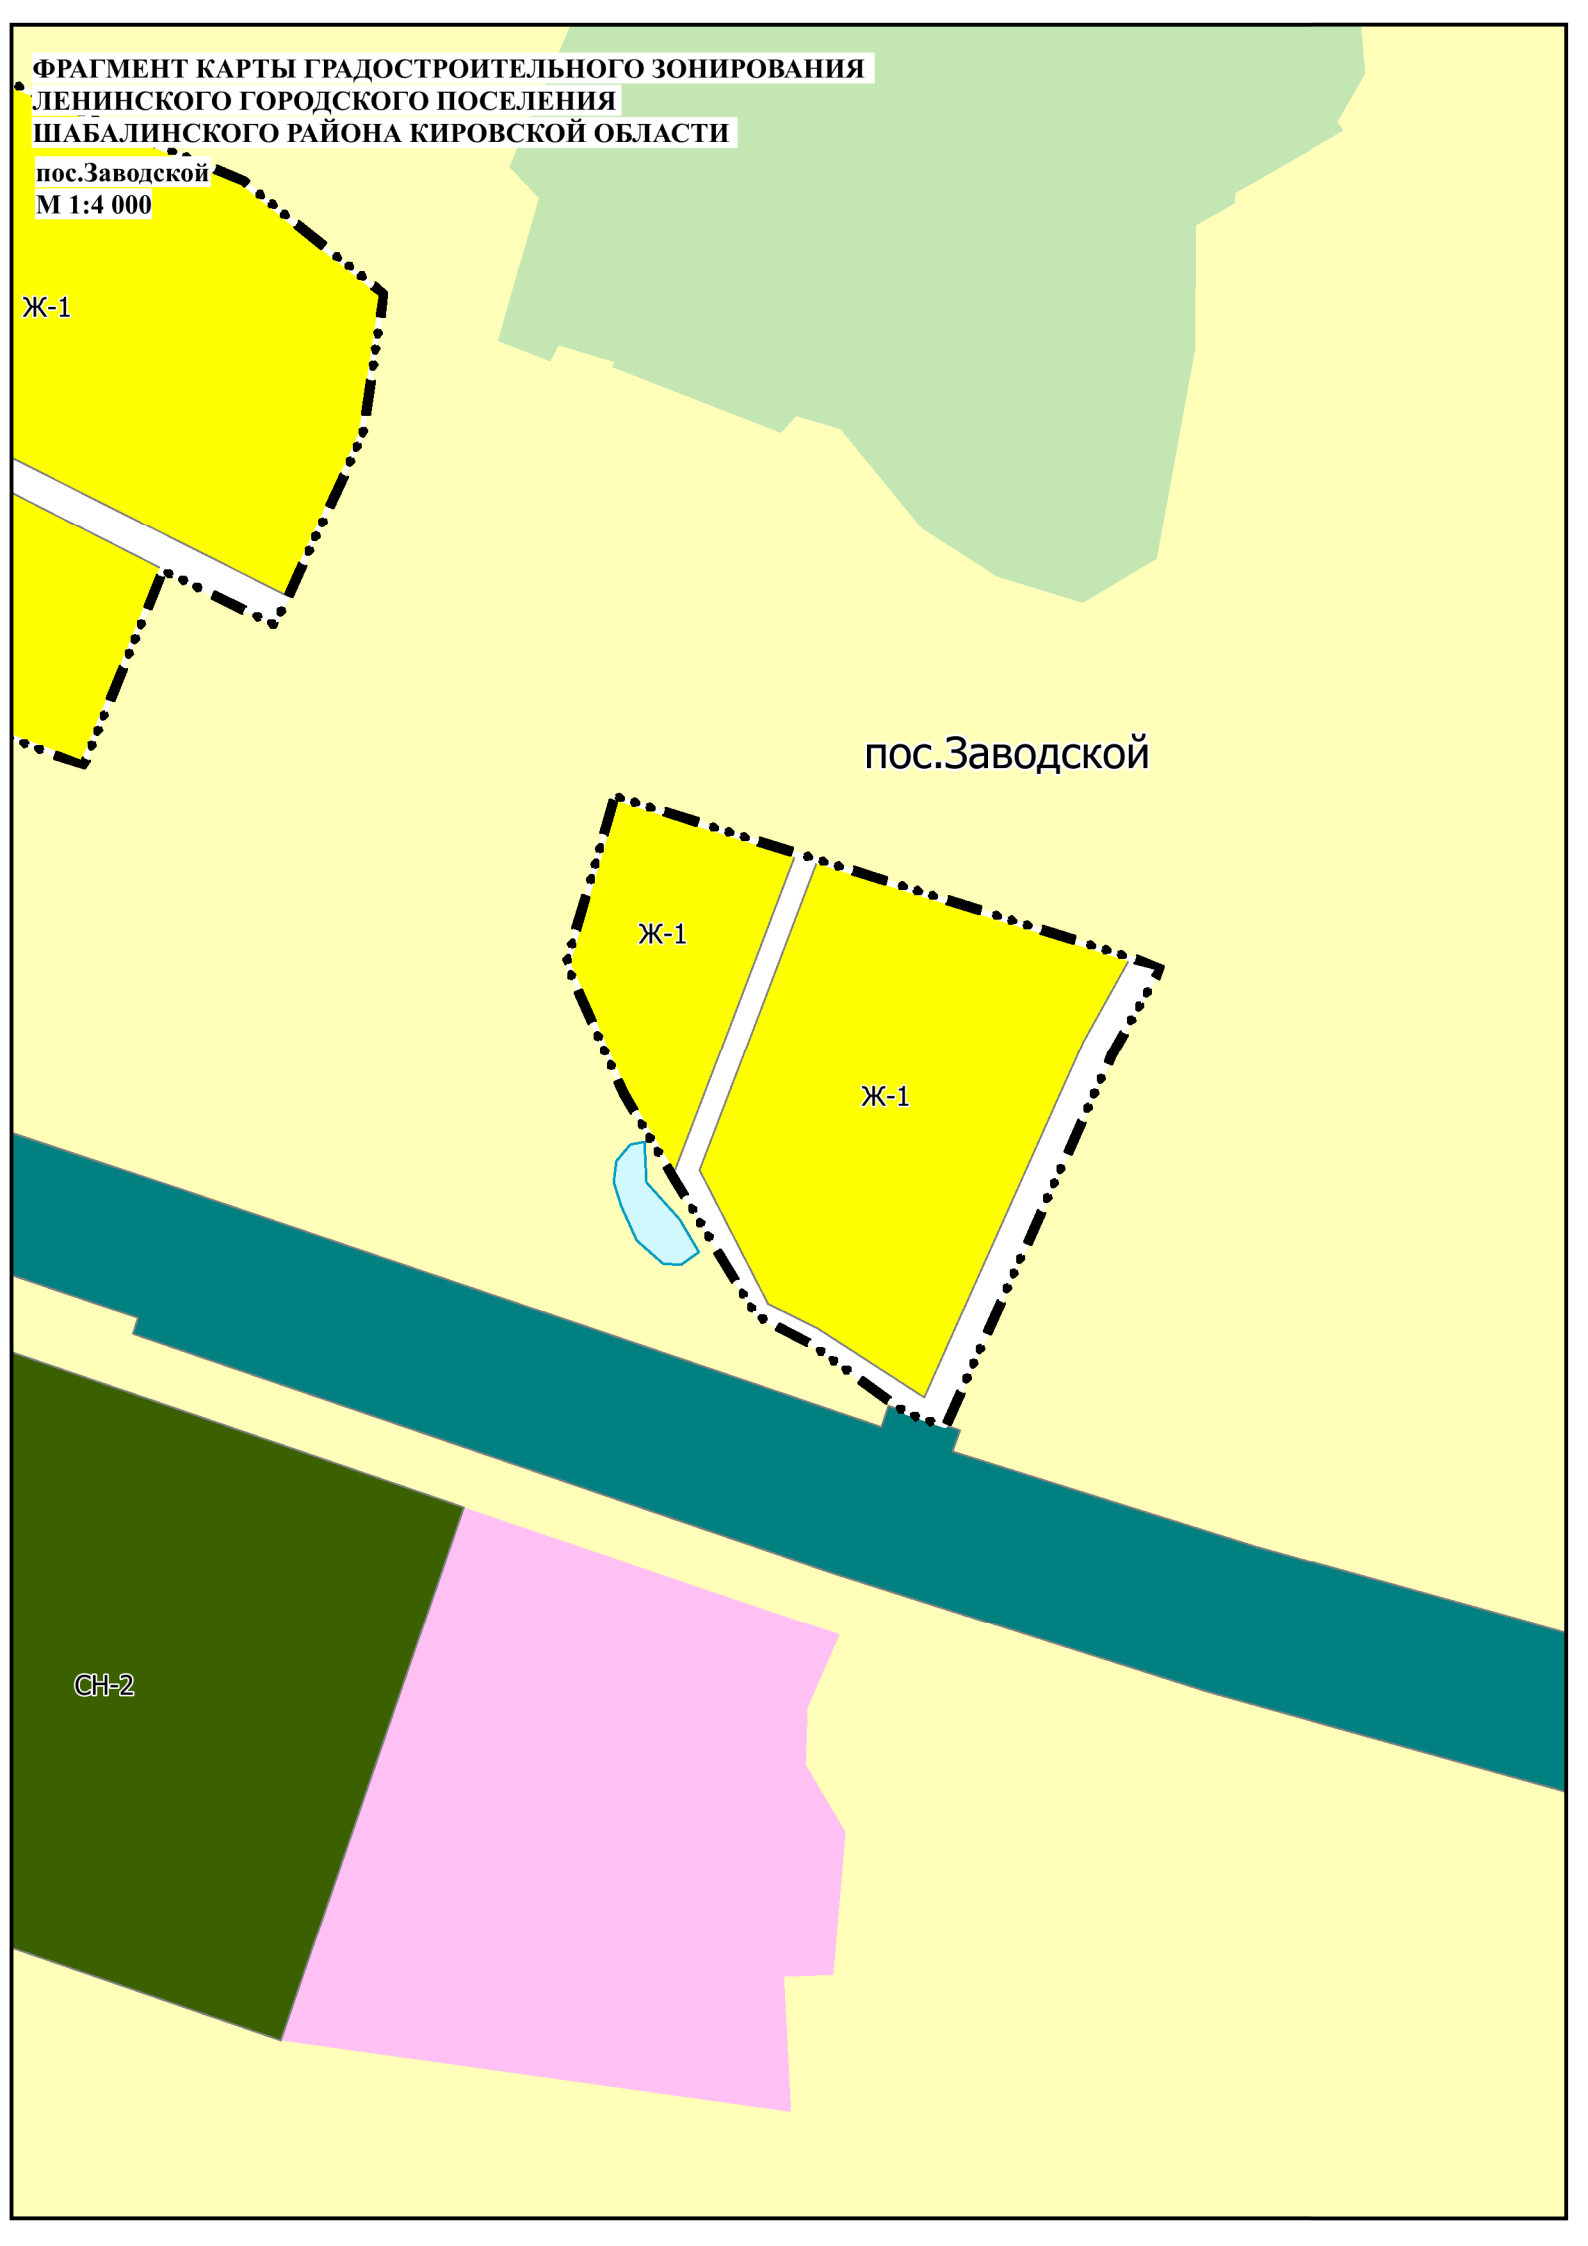 ФРАГМЕНТ КАРТЫ ГРАДОСТРОИТЕЛЬНОГО ЗОНИРОВАНИЯ
ЛЕНИНСКОГО ГОРОДСКОГО ПОСЕЛЕНИЯ
ШАБАЛИНСКОГО РАЙОНА КИРОВСКОЙ ОБЛАСТИ
пос.Заводской
М 1:4 000
Ж-1
пос.Заводской
Ж-1
Ж-1
СН-2